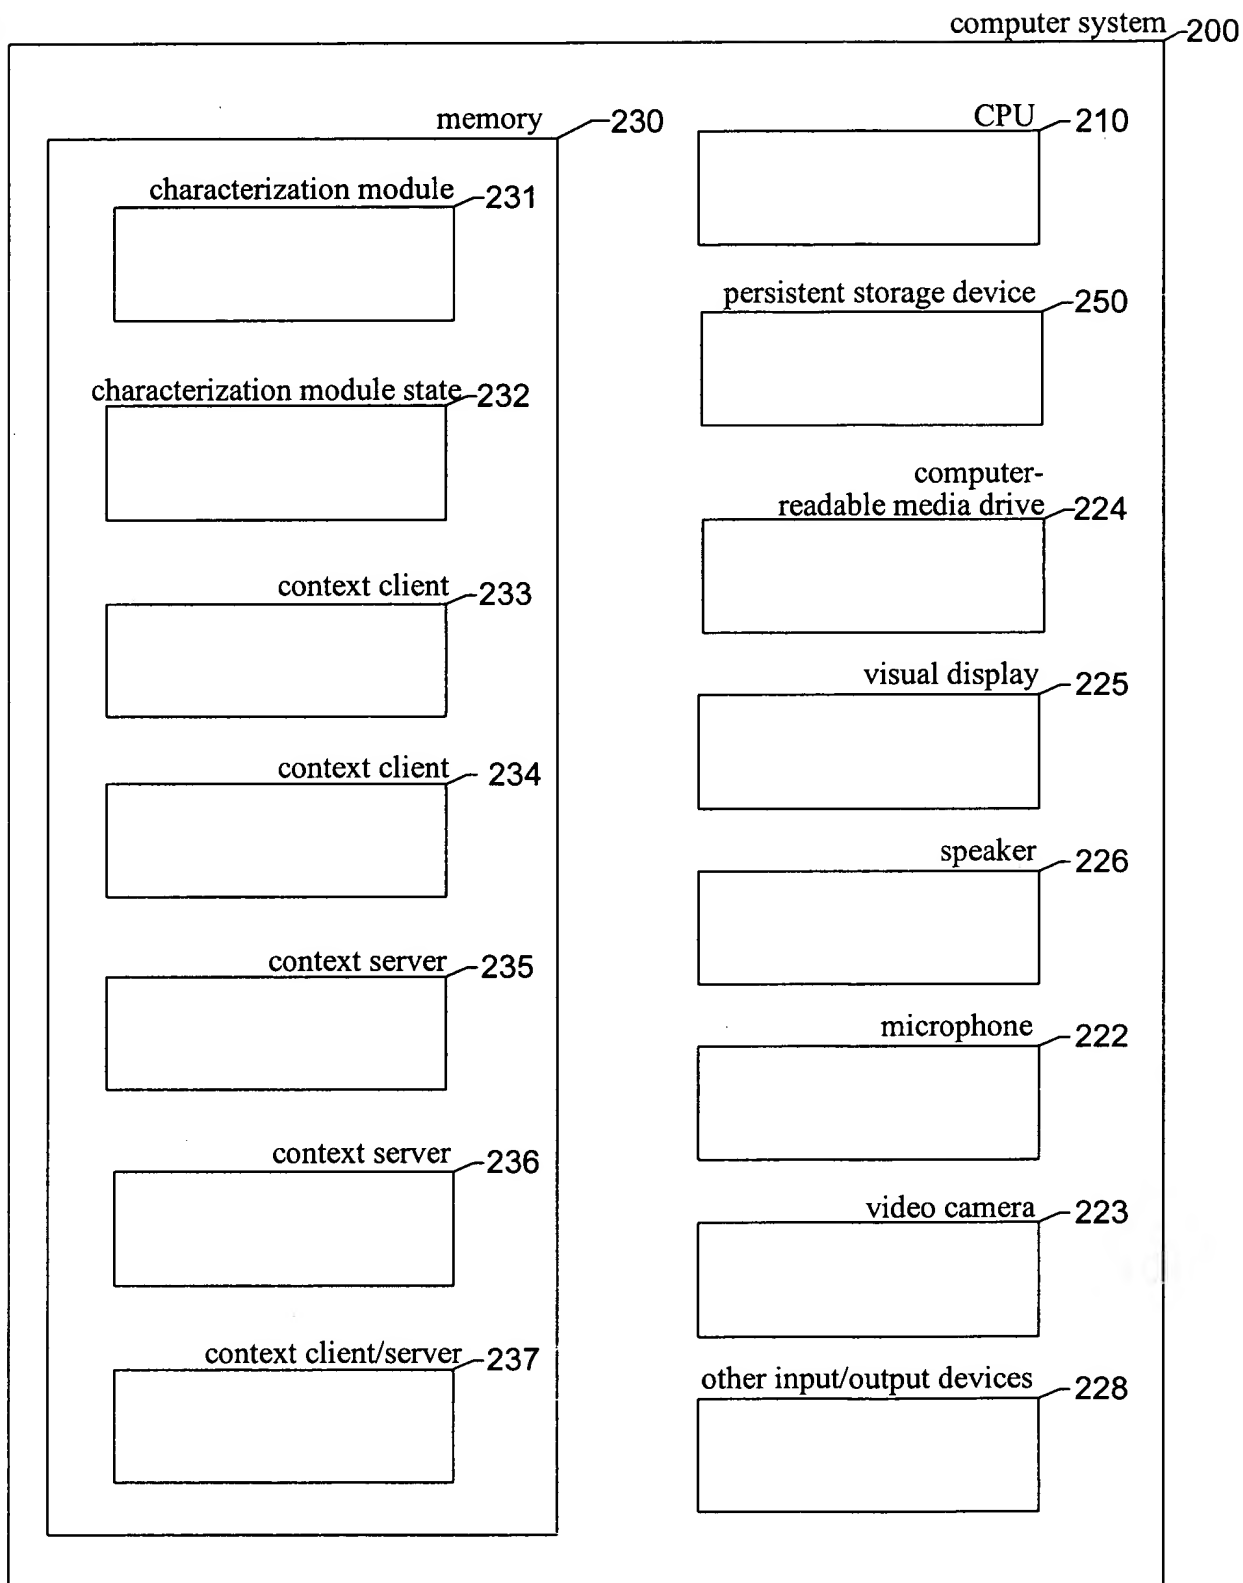 computer system 200
memory 230
characterization module 231
characterization module state 232
context client 233
context client 234
context server 235
context server 236
context client/server 237
CPU 210
persistent storage device 250
computer-
readable media drive 224
visual display 225
speaker 226
microphone 222
video camera 223
other input/output devices 228